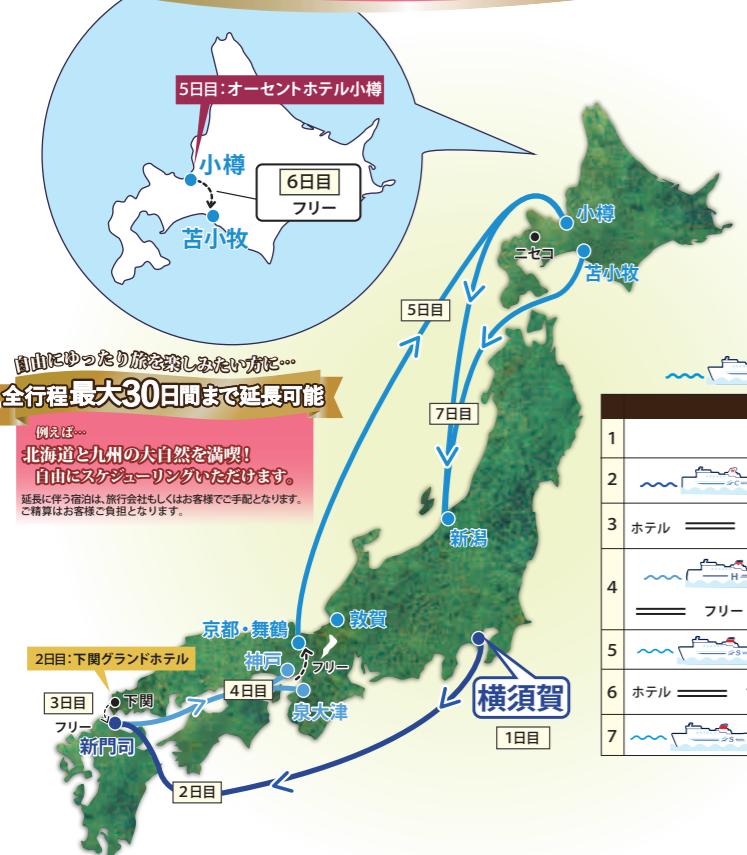 5日目：オーセントホテル小樽
小樽
6日目
フリー
苫小牧
小樽
ニセコ
苫小牧
5日目
7日目
自由にゆったり旅を楽しみたい方に…
全行程 最大30日間まで延長可能
例えば…
北海道と九州の大自然を満喫！
自由にスケジューリングいただけます。
延長に伴う宿泊は、旅行会社もしくはお客様でご手配となります。
ご精算はお客様ご負担となります。
新潟
敦賀
京都・舞鶴
神戸
フリー
泉大津
4日目
2日目：下関グランドホテル
3日目
下関
フリー
新門司
横須賀
1日目
2日目
1
2
3 ホテル
4
H
フリー
5
S
6 ホテル
7
S